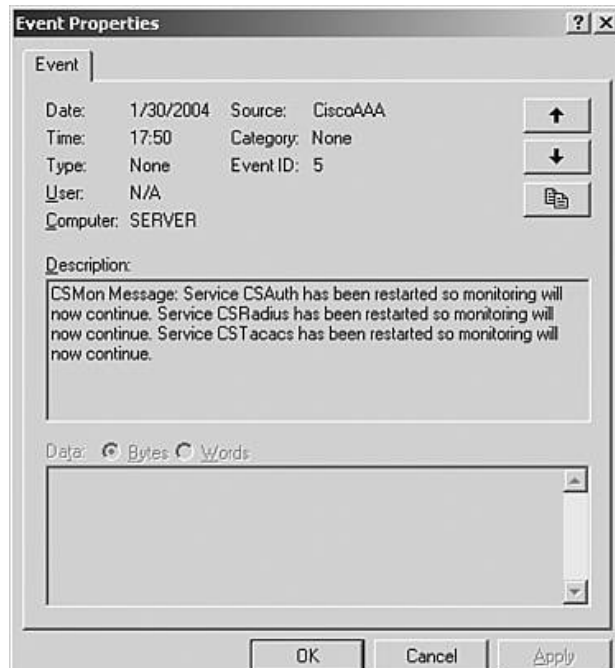 Event Properties
Event
Date: 1/30/2004 Source: CiscoAAA
Time: 17:50 Category: None
Type: None Event ID: 5
User: N/A
Computer: SERVER
Description:
CSMon Message: Service CSAuth has been restarted so monitoring will
now continue. Service CSRadius has been restarted so monitoring will
now continue. Service CSTacacs has been restarted so monitoring will
now continue.
Data: Bytes Words
OK Cancel Apply